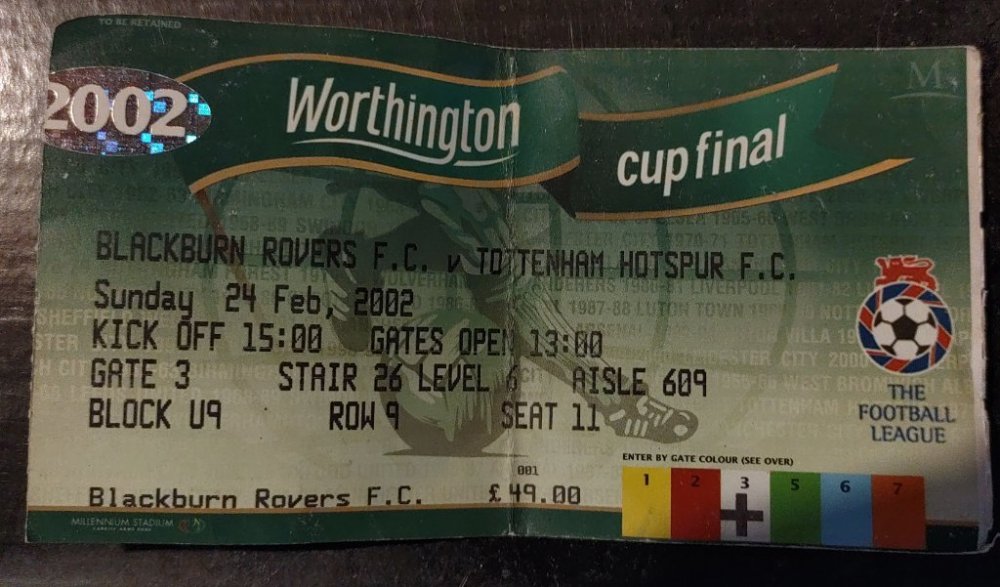 TO BE RETAINED
2002
Worthington
cup final
M
BLACKBURN ROVERS F.C. v TOTTENHAM HOTSPUR F.C.
Sunday 24 Feb, 2002
KICK OFF 15:00 GATES OPEN 13:00
GATE 3 STAIR 26 LEVEL 6 AISLE 609
BLOCK U9 ROW 9 SEAT 11
THE
FOOTBALL
LEAGUE
ENTER BY GATE COLOUR (SEE OVER)
1 2 3 5 6 7
001
Blackburn Rovers F.C. £49.00
MILLENNIUM STADIUM